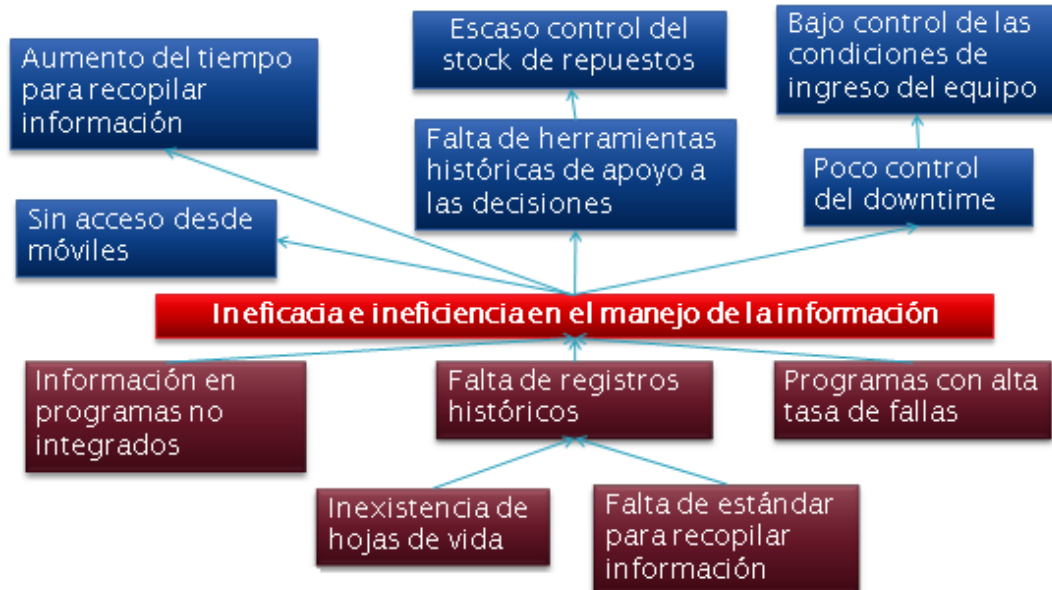 Aumento del tiempo
para recopilar
información
Escaso control del
stock de repuestos
Bajo control de las
condiciones de
ingreso del equipo
Sin acceso desde
móviles
Falta de herramientas
históricas de apoyo a
las decisiones
Poco control
del downtime
Ineficacia e ineficiencia en el manejo de la información
Información en
programas no
integrados
Falta de registros
históricos
Programas con alta
tasa de fallas
Inexistencia de
hojas de vida
Falta de estándar
para recopilar
información